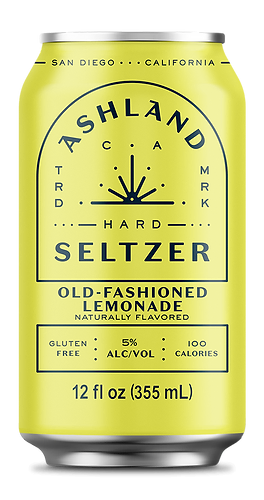 SAN DIEGO ••• CALIFORNIA
ASHLAND
C • A
TRD MRK
HARD
SELTZER
OLD-FASHIONED
LEMONADE
NATURALLY FLAVORED
GLUTEN FREE
5% ALC/VOL
100 CALORIES
12 fl oz (355 mL)